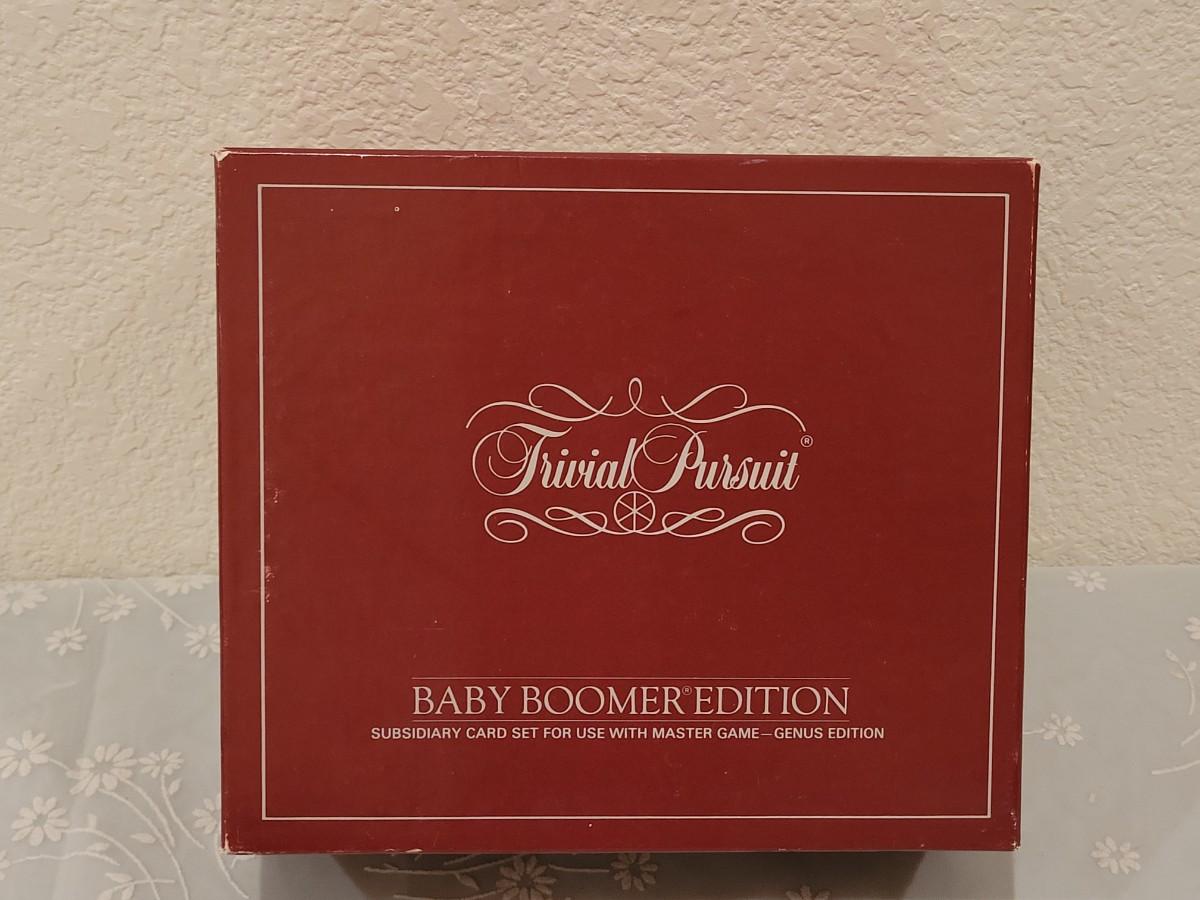 Trivial Pursuit®
BABY BOOMER® EDITION
SUBSIDIARY CARD SET FOR USE WITH MASTER GAME—GENUS EDITION